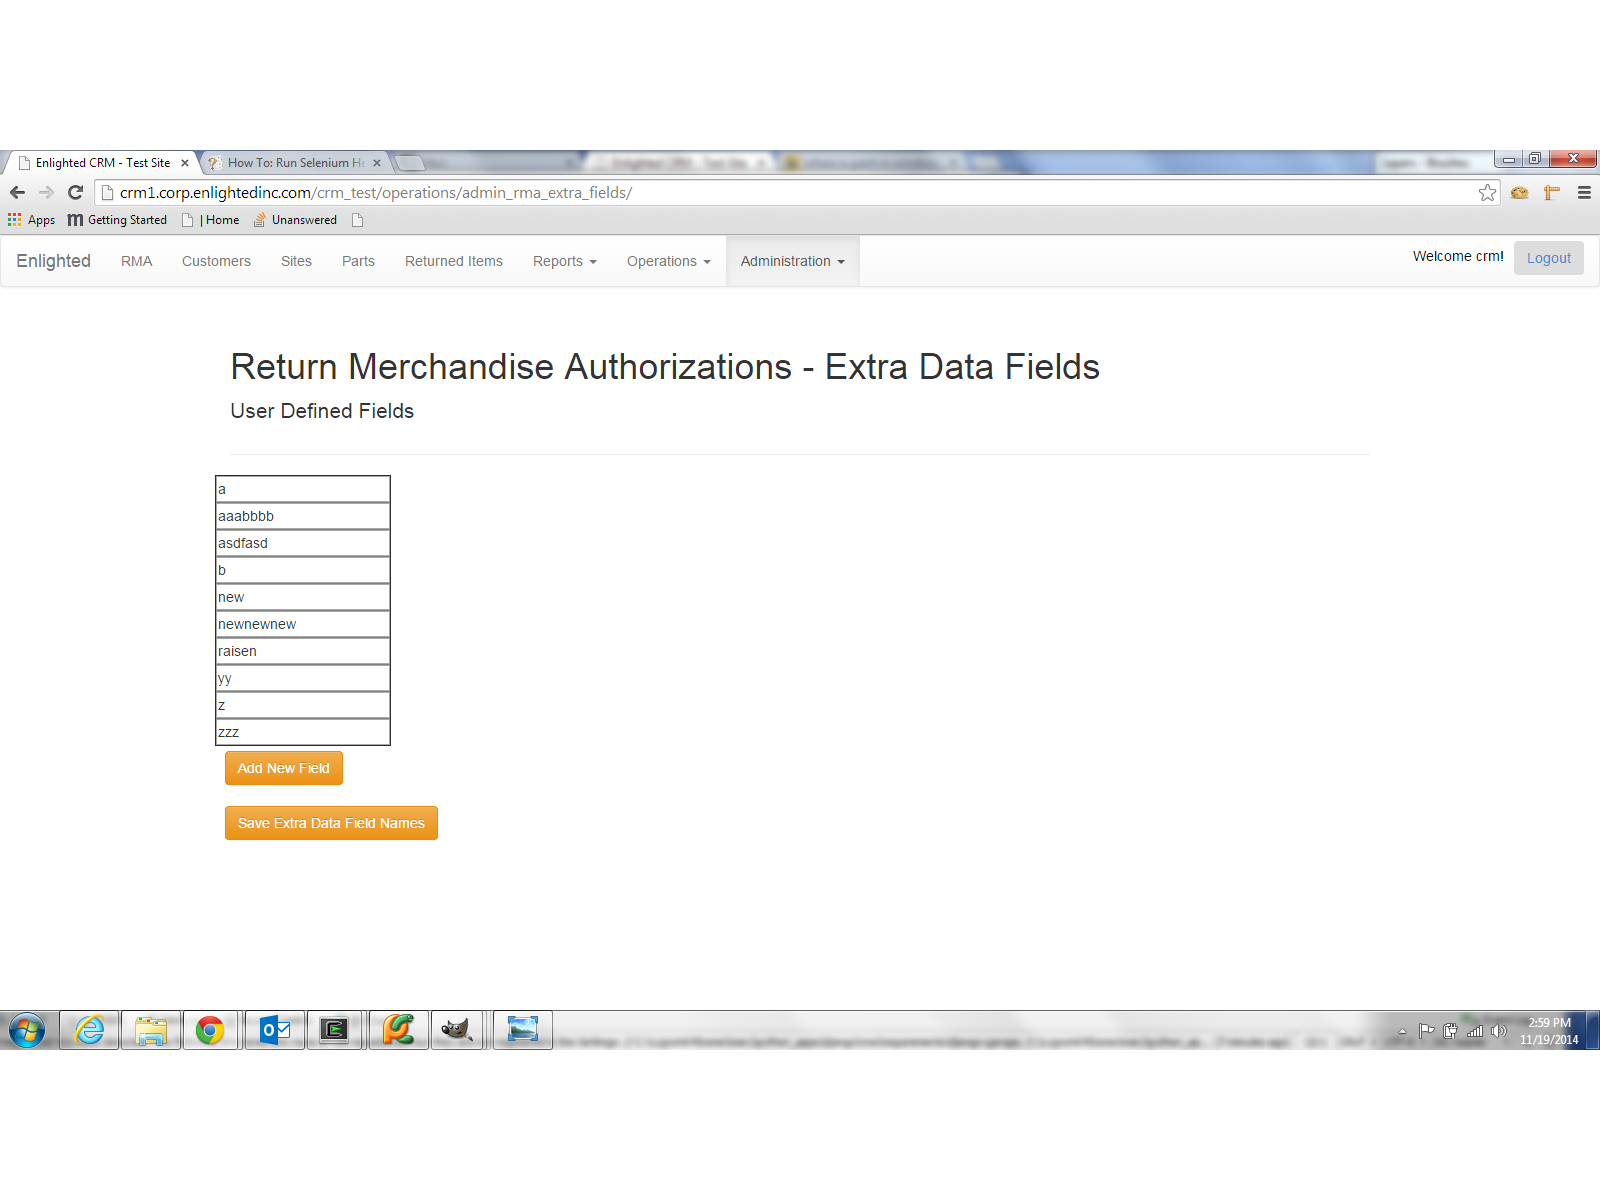 Enlighted CRM - Test Site
How To: Run Selenium He
crm1.corp.enlightedinc.com/crm_test/operations/admin_rma_extra_fields/
Apps Getting Started | Home Unanswered
Enlighted RMA Customers Sites Parts Returned Items Reports Operations Administration Welcome crm! Logout
Return Merchandise Authorizations - Extra Data Fields
User Defined Fields
a
aaabbbb
asdfasd
b
new
newnewnew
raisen
yy
z
zzz
Add New Field
Save Extra Data Field Names
2:59 PM
11/19/2014